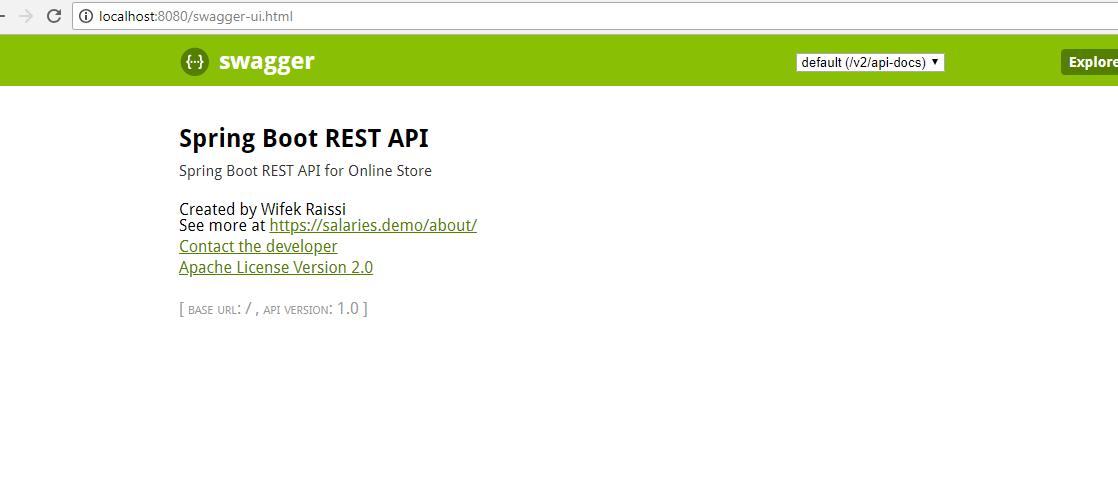 localhost:8080/swagger-ui.html
{··} swagger default (/v2/api-docs) ▼ Explore
Spring Boot REST API
Spring Boot REST API for Online Store
Created by Wifek Raissi
See more at https://salaries.demo/about/
Contact the developer
Apache License Version 2.0
[ BASE URL: / , API VERSION: 1.0 ]